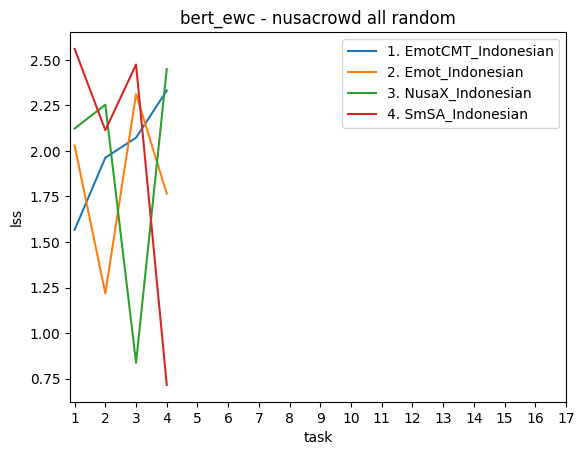 bert_ewc - nusacrowd all random
1. EmotCMT_Indonesian
2. Emot_Indonesian
3. NusaX_Indonesian
4. SmSA_Indonesian
lss
2.50
2.25
2.00
1.75
1.50
1.25
1.00
0.75
1 2 3 4 5 6 7 8 9 10 11 12 13 14 15 16 17
task